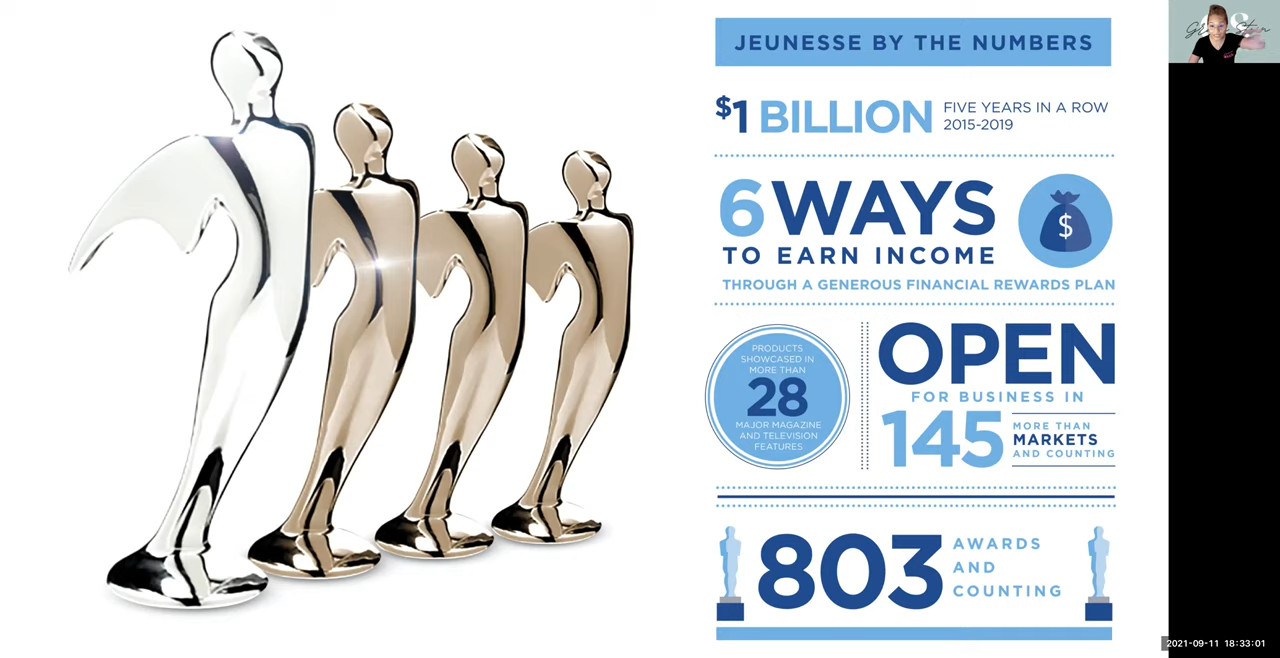 JEUNESSE BY THE NUMBERS
$1 BILLION
FIVE YEARS IN A ROW
2015-2019
6 WAYS
TO EARN INCOME
$
THROUGH A GENEROUS FINANCIAL REWARDS PLAN
PRODUCTS
SHOWCASED IN
MORE THAN
28
MAJOR MAGAZINE
AND TELEVISION
FEATURES
OPEN
FOR BUSINESS IN
145
MORE THAN
MARKETS
AND COUNTING
803
AWARDS
AND
COUNTING
2021-09-11 18:33:01